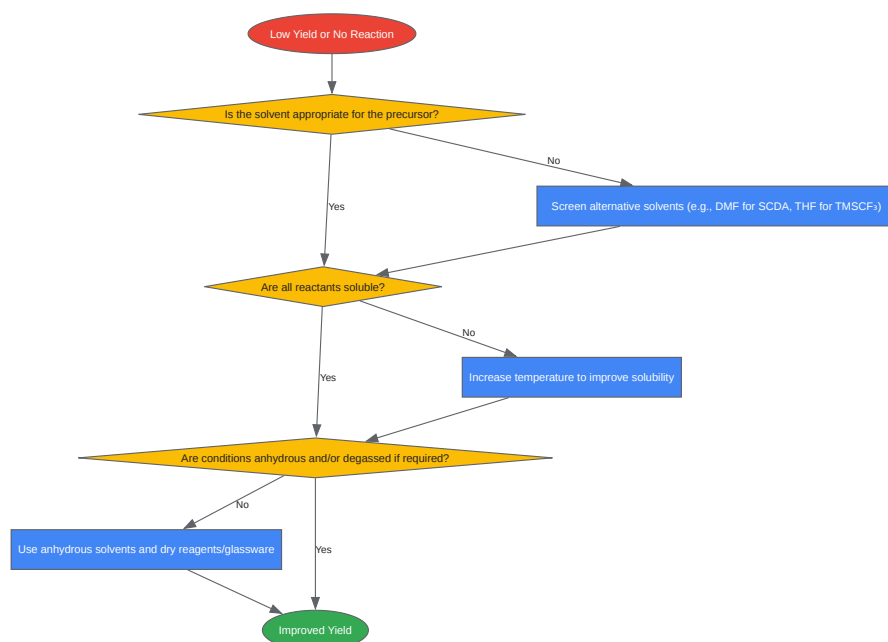 Low Yield or No Reaction
Is the solvent appropriate for the precursor?
No
Screen alternative solvents (e.g., DMF for SCDA, THF for TMSCF₃)
Yes
Are all reactants soluble?
No
Increase temperature to improve solubility
Yes
Are conditions anhydrous and/or degassed if required?
No
Use anhydrous solvents and dry reagents/glassware
Yes
Improved Yield